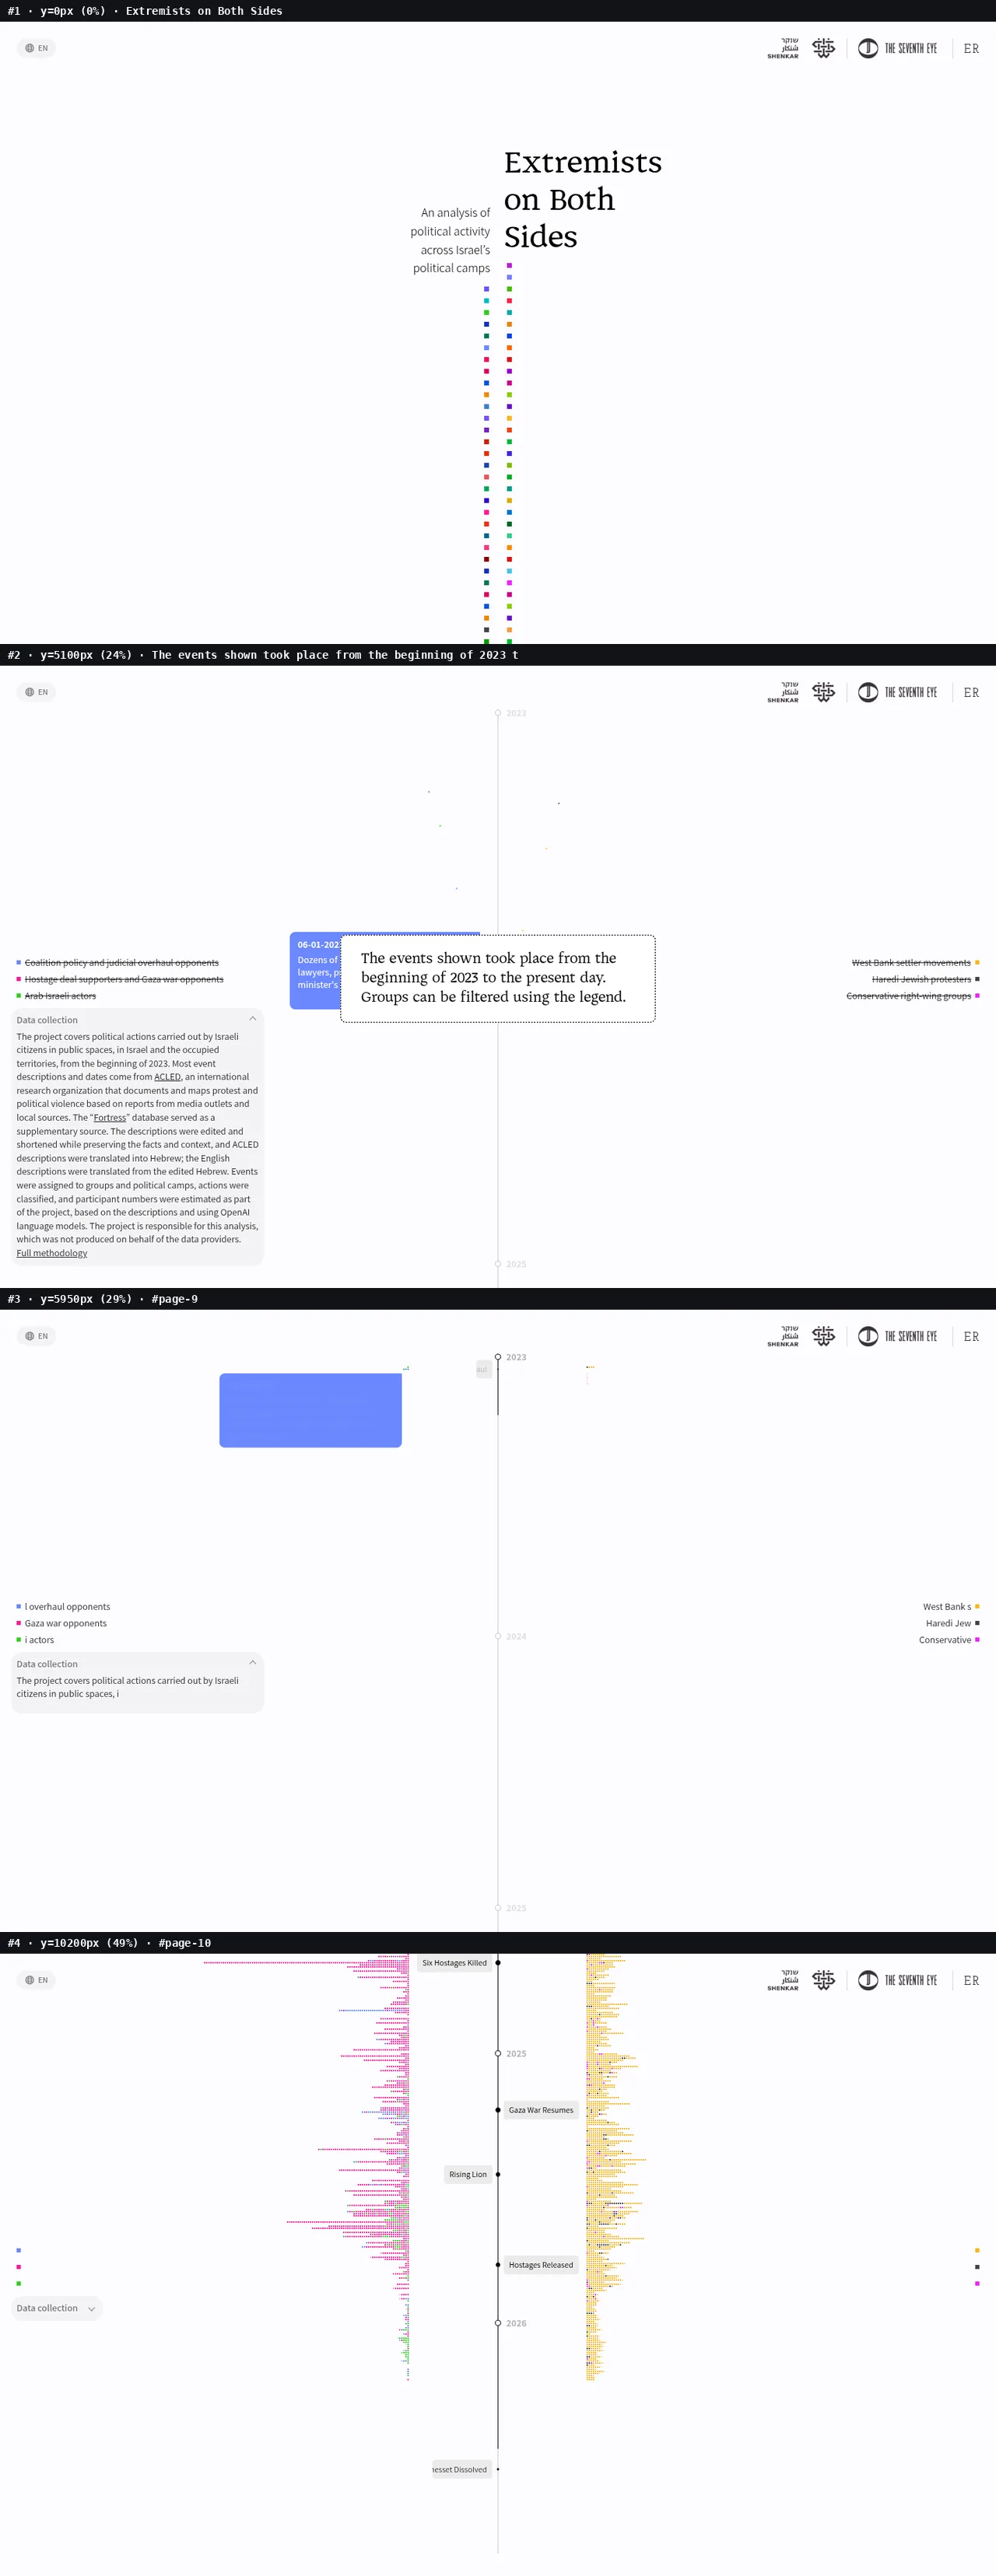 #1 · y=0px (0%) · Extremists on Both Sides
EN
שנקר
شنكار
SHENKAR
THE SEVENTH EYE
ER
Extremists
on Both
Sides
An analysis of
political activity
across Israel’s
political camps
#2 · y=5100px (24%) · The events shown took place from the beginning of 2023 t
EN
שנקר
شنكار
SHENKAR
THE SEVENTH EYE
ER
2023
06-01-202
Dozens of
lawyers, p
minister's
The events shown took place from the
beginning of 2023 to the present day.
Groups can be filtered using the legend.
Coalition policy and judicial overhaul opponents
Hostage deal supporters and Gaza war opponents
Arab Israeli actors
West Bank settler movements
Haredi Jewish protesters
Conservative right-wing groups
Data collection
The project covers political actions carried out by Israeli
citizens in public spaces, in Israel and the occupied
territories, from the beginning of 2023. Most event
descriptions and dates come from ACLED, an international
research organization that documents and maps protest and
political violence based on reports from media outlets and
local sources. The “Fortress” database served as a
supplementary source. The descriptions were edited and
shortened while preserving the facts and context, and ACLED
descriptions were translated into Hebrew; the English
descriptions were translated from the edited Hebrew. Events
were assigned to groups and political camps, actions were
classified, and participant numbers were estimated as part
of the project, based on the descriptions and using OpenAI
language models. The project is responsible for this analysis,
which was not produced on behalf of the data providers.
Full methodology
2025
#3 · y=5950px (29%) · #page-9
EN
שנקר
شنكار
SHENKAR
THE SEVENTH EYE
ER
2023
aul
l overhaul opponents
Gaza war opponents
i actors
West Bank s
Haredi Jew
Conservative
2024
Data collection
The project covers political actions carried out by Israeli
citizens in public spaces, i
2025
#4 · y=10200px (49%) · #page-10
Six Hostages Killed
EN
שנקר
شنكار
SHENKAR
THE SEVENTH EYE
ER
2025
Gaza War Resumes
Rising Lion
Hostages Released
Data collection
2026
nesset Dissolved